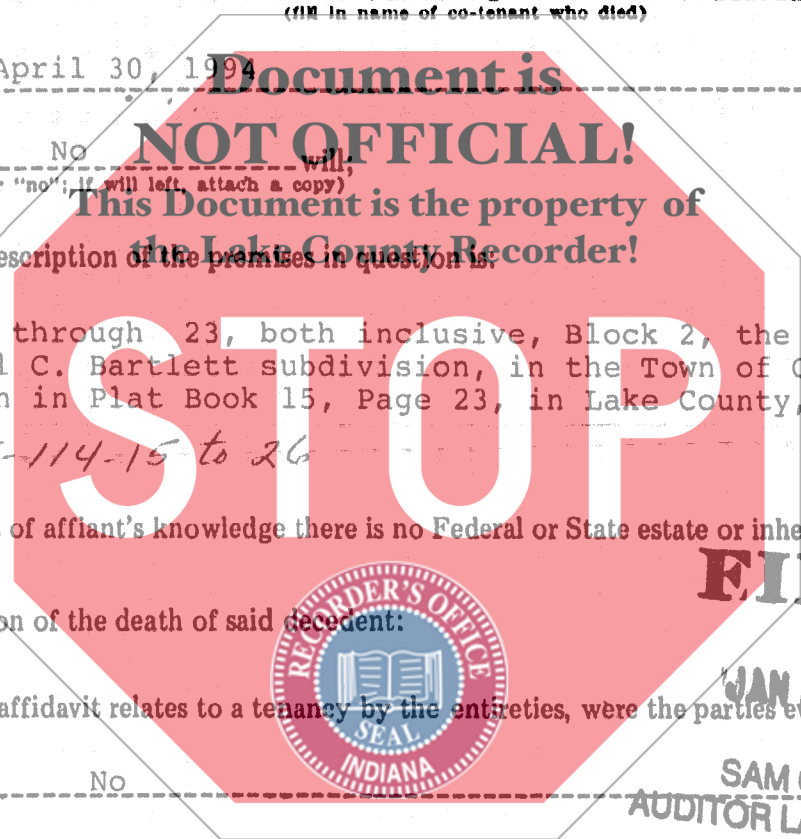 (fill in name of co-tenant who died)
April 30, 1994
Document is
No
NOT OFFICIAL!
will;
"no"; if will left, attach a copy)
This Document is the property of
the Lake County Recorder!
escription of the premises in question is:
through 23, both inclusive, Block 2, the
C. Bartlett subdivision, in the Town of
in Plat Book 15, Page 23, in Lake County,
-114-15 to 26
STOP
of affiant's knowledge there is no Federal or State estate or inhe
FI
on of the death of said decedent:
RECORDER'S OFFICE
SEAL
INDIANA
JAN
affidavit relates to a tenancy by the entireties, were the parties ev
No
SAM
AUDITOR LA